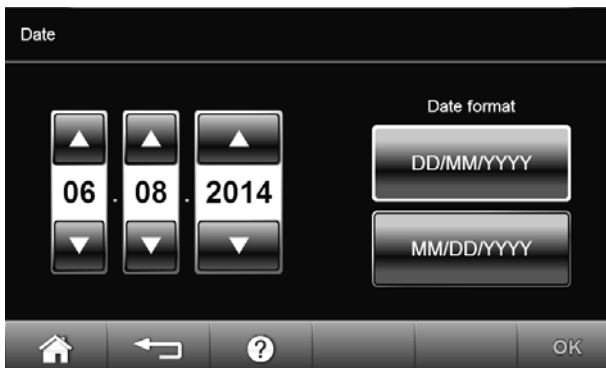 Date
Date format
DD/MM/YYYY
06 . 08 . 2014
MM/DD/YYYY
?
OK